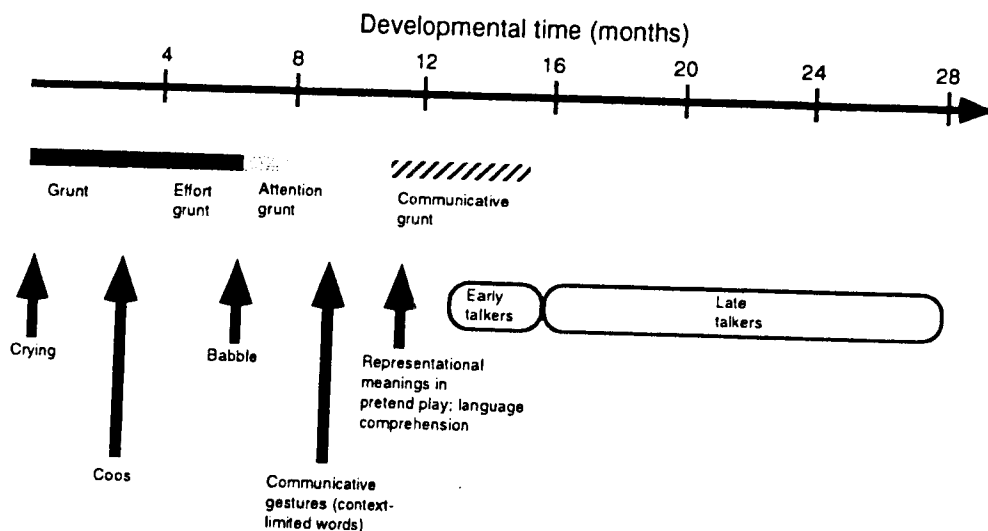 Developmental time (months)
4 8 12 16 20 24 28
Grunt
Effort
grunt
Attention
grunt
Communicative
grunt
Early
talkers
Late
talkers
Crying
Babble
Representational
meanings in
pretend play; language
comprehension
Coos
Communicative
gestures (context-
limited words)